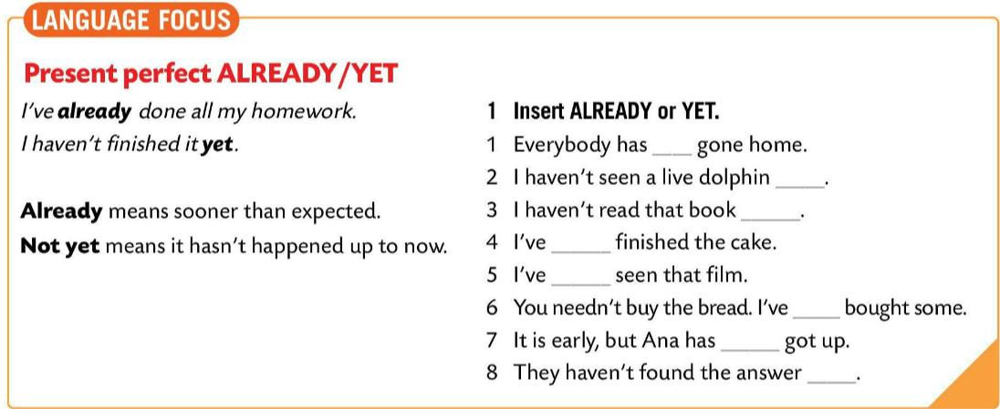 LANGUAGE FOCUS
Present perfect ALREADY/YET
I've already done all my homework.
I haven't finished it yet.
Already means sooner than expected.
Not yet means it hasn't happened up to now.
1 Insert ALREADY or YET.
1 Everybody has ____ gone home.
2 I haven't seen a live dolphin _____.
3 I haven't read that book ______.
4 I've ______ finished the cake.
5 I've ______ seen that film.
6 You needn't buy the bread. I've _____ bought some.
7 It is early, but Ana has ______ got up.
8 They haven't found the answer _____.